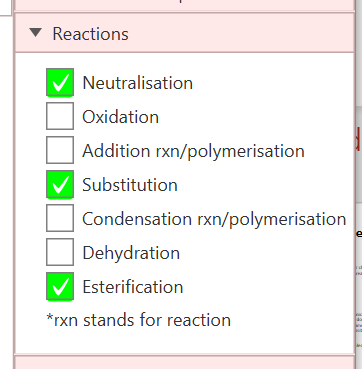 Reactions
Neutralisation
Oxidation
Addition rxn/polymerisation
Substitution
Condensation rxn/polymerisation
Dehydration
Esterification
*rxn stands for reaction